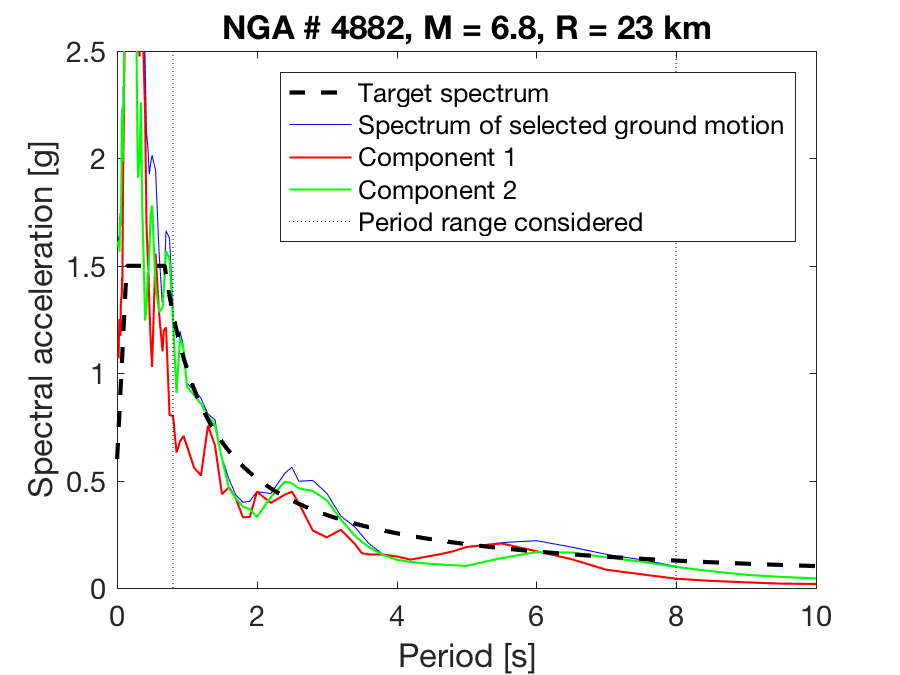 NGA # 4882, M = 6.8, R = 23 km
2.5
2
1.5
1
0.5
0
Spectral acceleration [g]
Target spectrum
Spectrum of selected ground motion
Component 1
Component 2
Period range considered
0 2 4 6 8 10
Period [s]